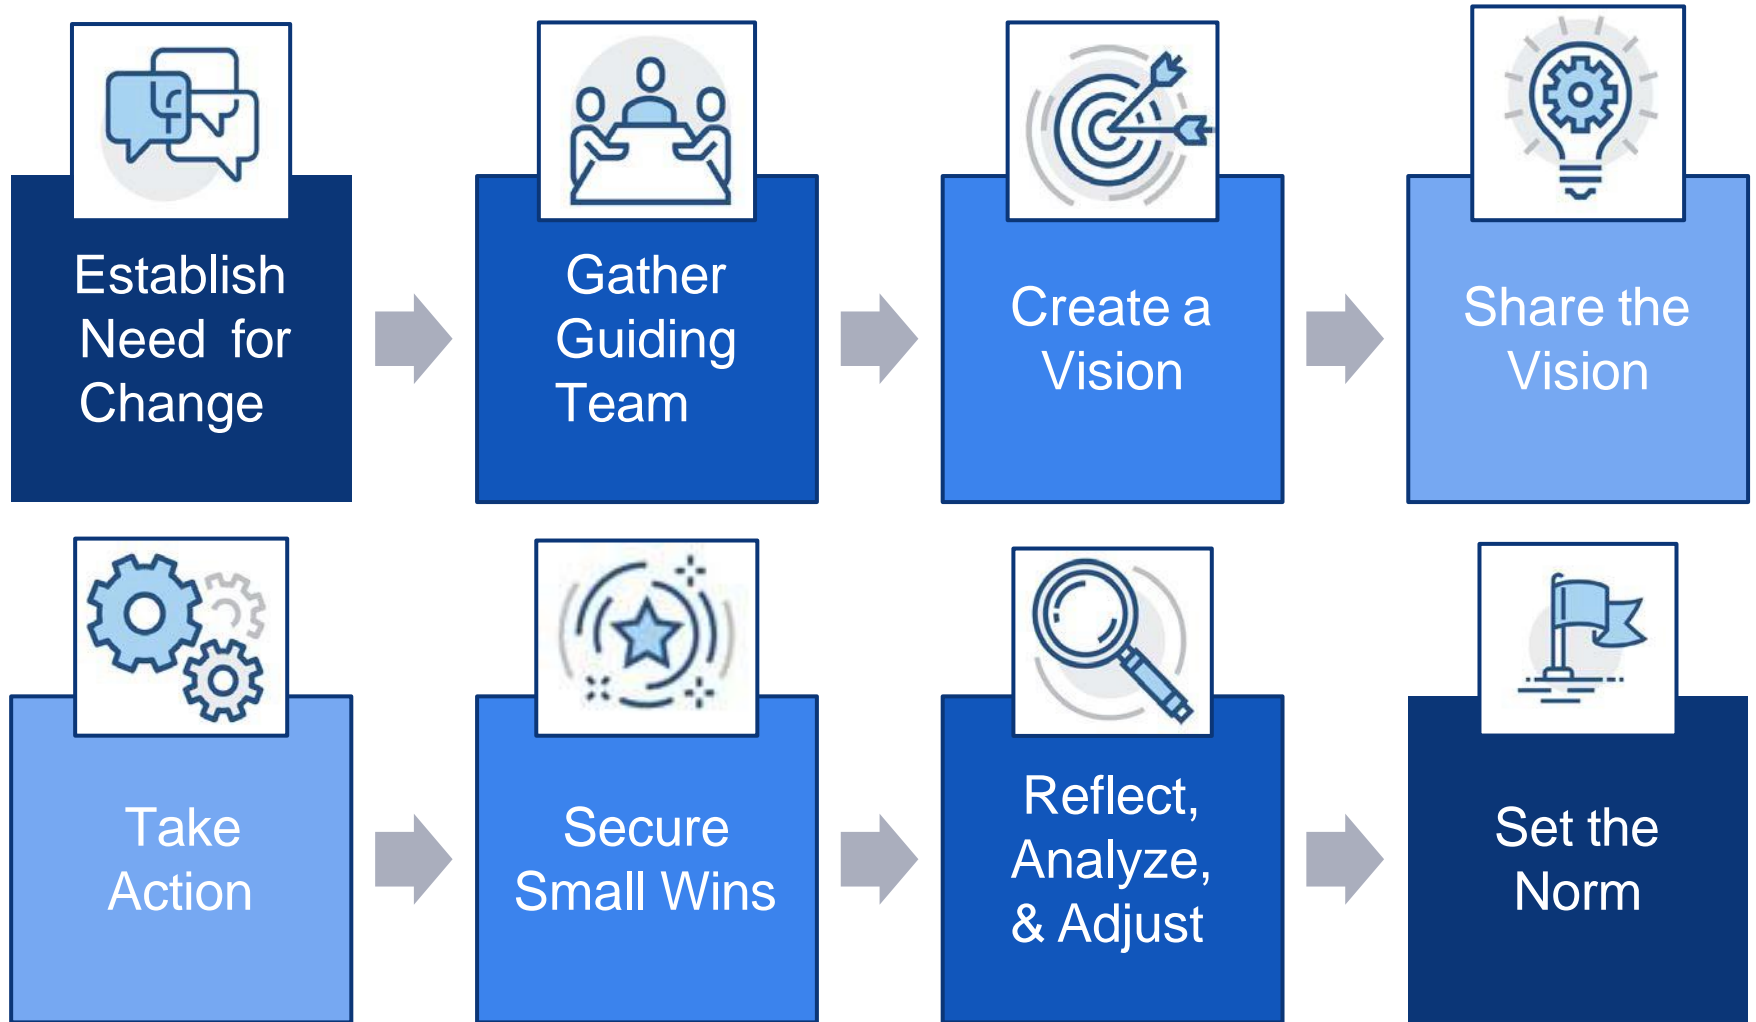 Establish
Need for
Change
Gather
Guiding
Team
Create a
Vision
Share the
Vision
Take
Action
Secure
Small Wins
Reflect,
Analyze,
& Adjust
Set the
Norm